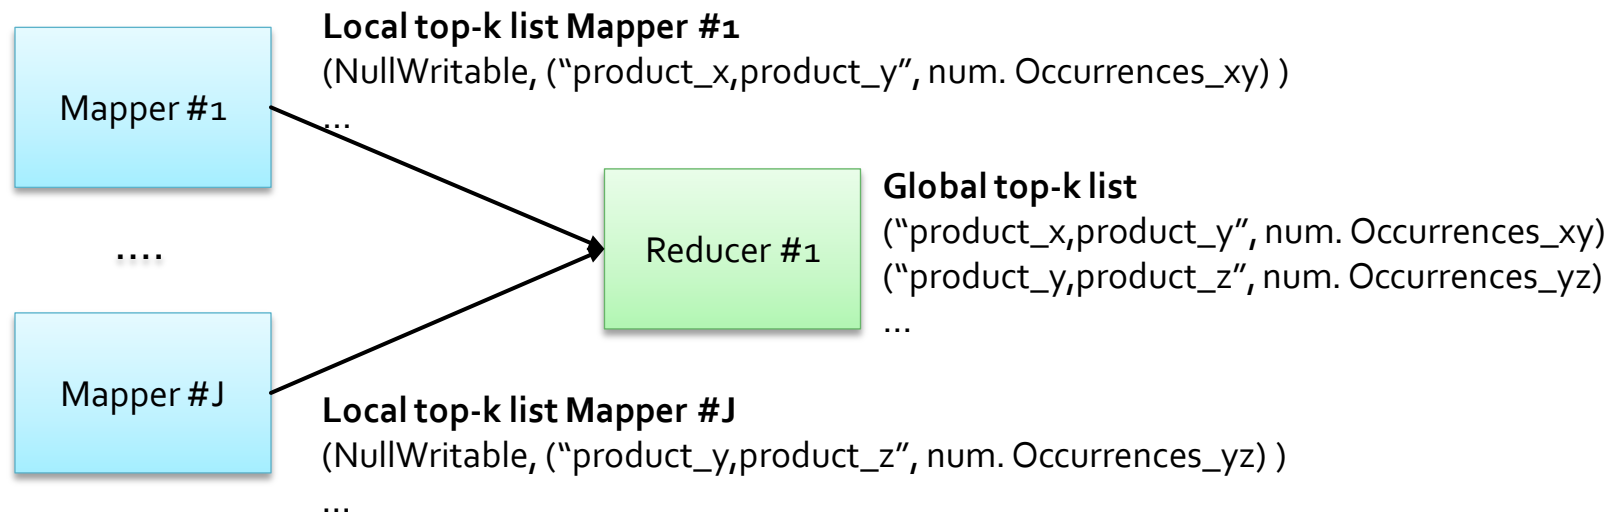 Local top-k list Mapper #1
(NullWritable, (“product_x,product_y”, num. Occurrences_xy) )
...
Mapper #1
....
Reducer #1
Global top-k list
(“product_x,product_y”, num. Occurrences_xy)
(“product_y,product_z”, num. Occurrences_yz)
...
Mapper #J
Local top-k list Mapper #J
(NullWritable, (“product_y,product_z”, num. Occurrences_yz) )
...